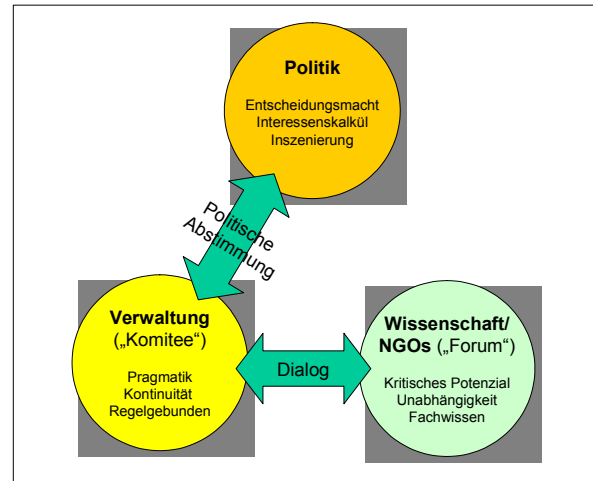 Politik
Entscheidungsmacht
Interessenskalkül
Inszenierung
Politische
Abstimmung
Verwaltung
(„Komitee“)
Pragmatik
Kontinuität
Regelgebunden
Dialog
Wissenschaft/
NGOs („Forum“)
Kritisches Potenzial
Unabhängigkeit
Fachwissen